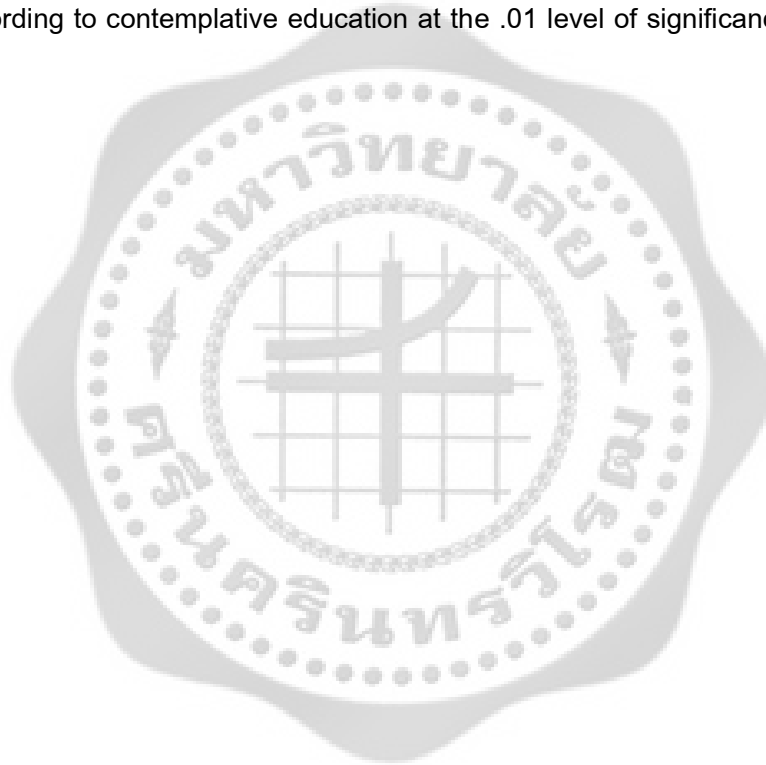 ording to contemplative education at the .01 level of significanc
มหาวิทยาลัย
ศรีนครินทรวิโรฒ